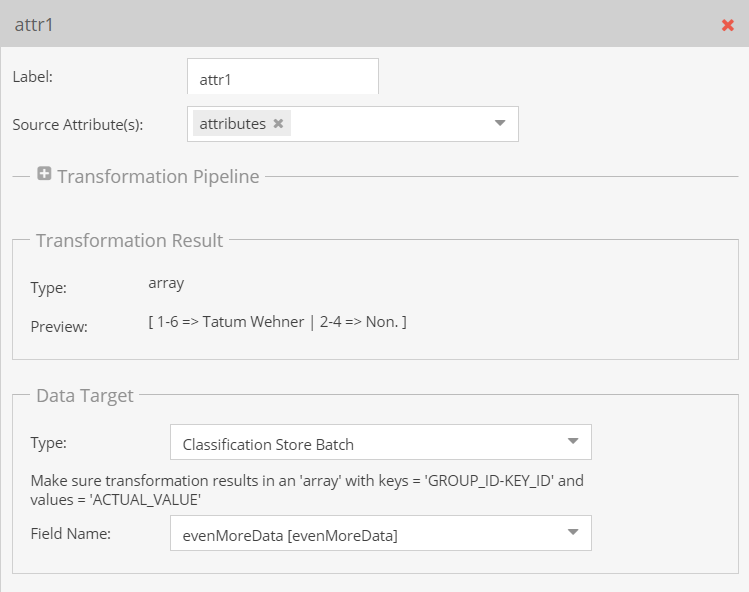 attr1
Label:
attr1
Source Attribute(s):
attributes
Transformation Pipeline
Transformation Result
Type:
array
Preview:
[ 1-6 => Tatum Wehner | 2-4 => Non. ]
Data Target
Type:
Classification Store Batch
Make sure transformation results in an 'array' with keys = 'GROUP_ID-KEY_ID' and
values = 'ACTUAL_VALUE'
Field Name:
evenMoreData [evenMoreData]